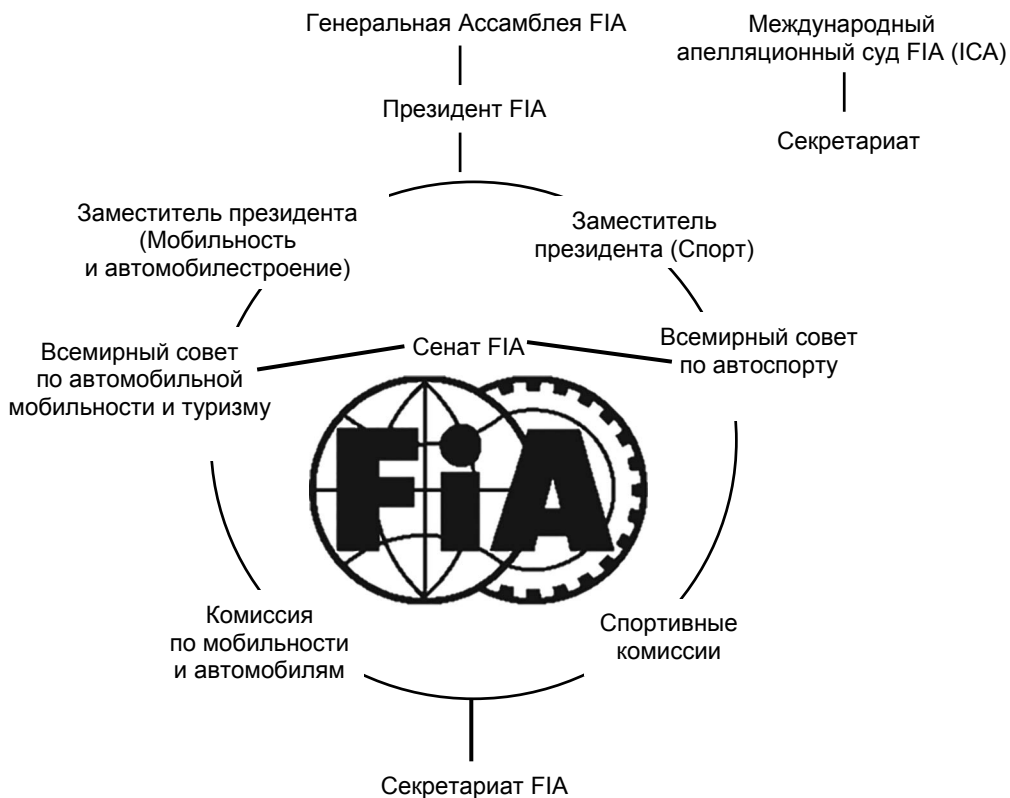 Генеральная Ассамблея FIA
Международный
апелляционный суд FIA (ICA)
Президент FIA
Секретариат
Заместитель президента
(Мобильность
и автомобилестроение)
Заместитель
президента (Спорт)
Всемирный совет
по автомобильной
мобильности и туризму
Сенат FIA
Всемирный совет
по автоспорту
FiA
Комиссия
по мобильности
и автомобилям
Спортивные
комиссии
Секретариат FIA